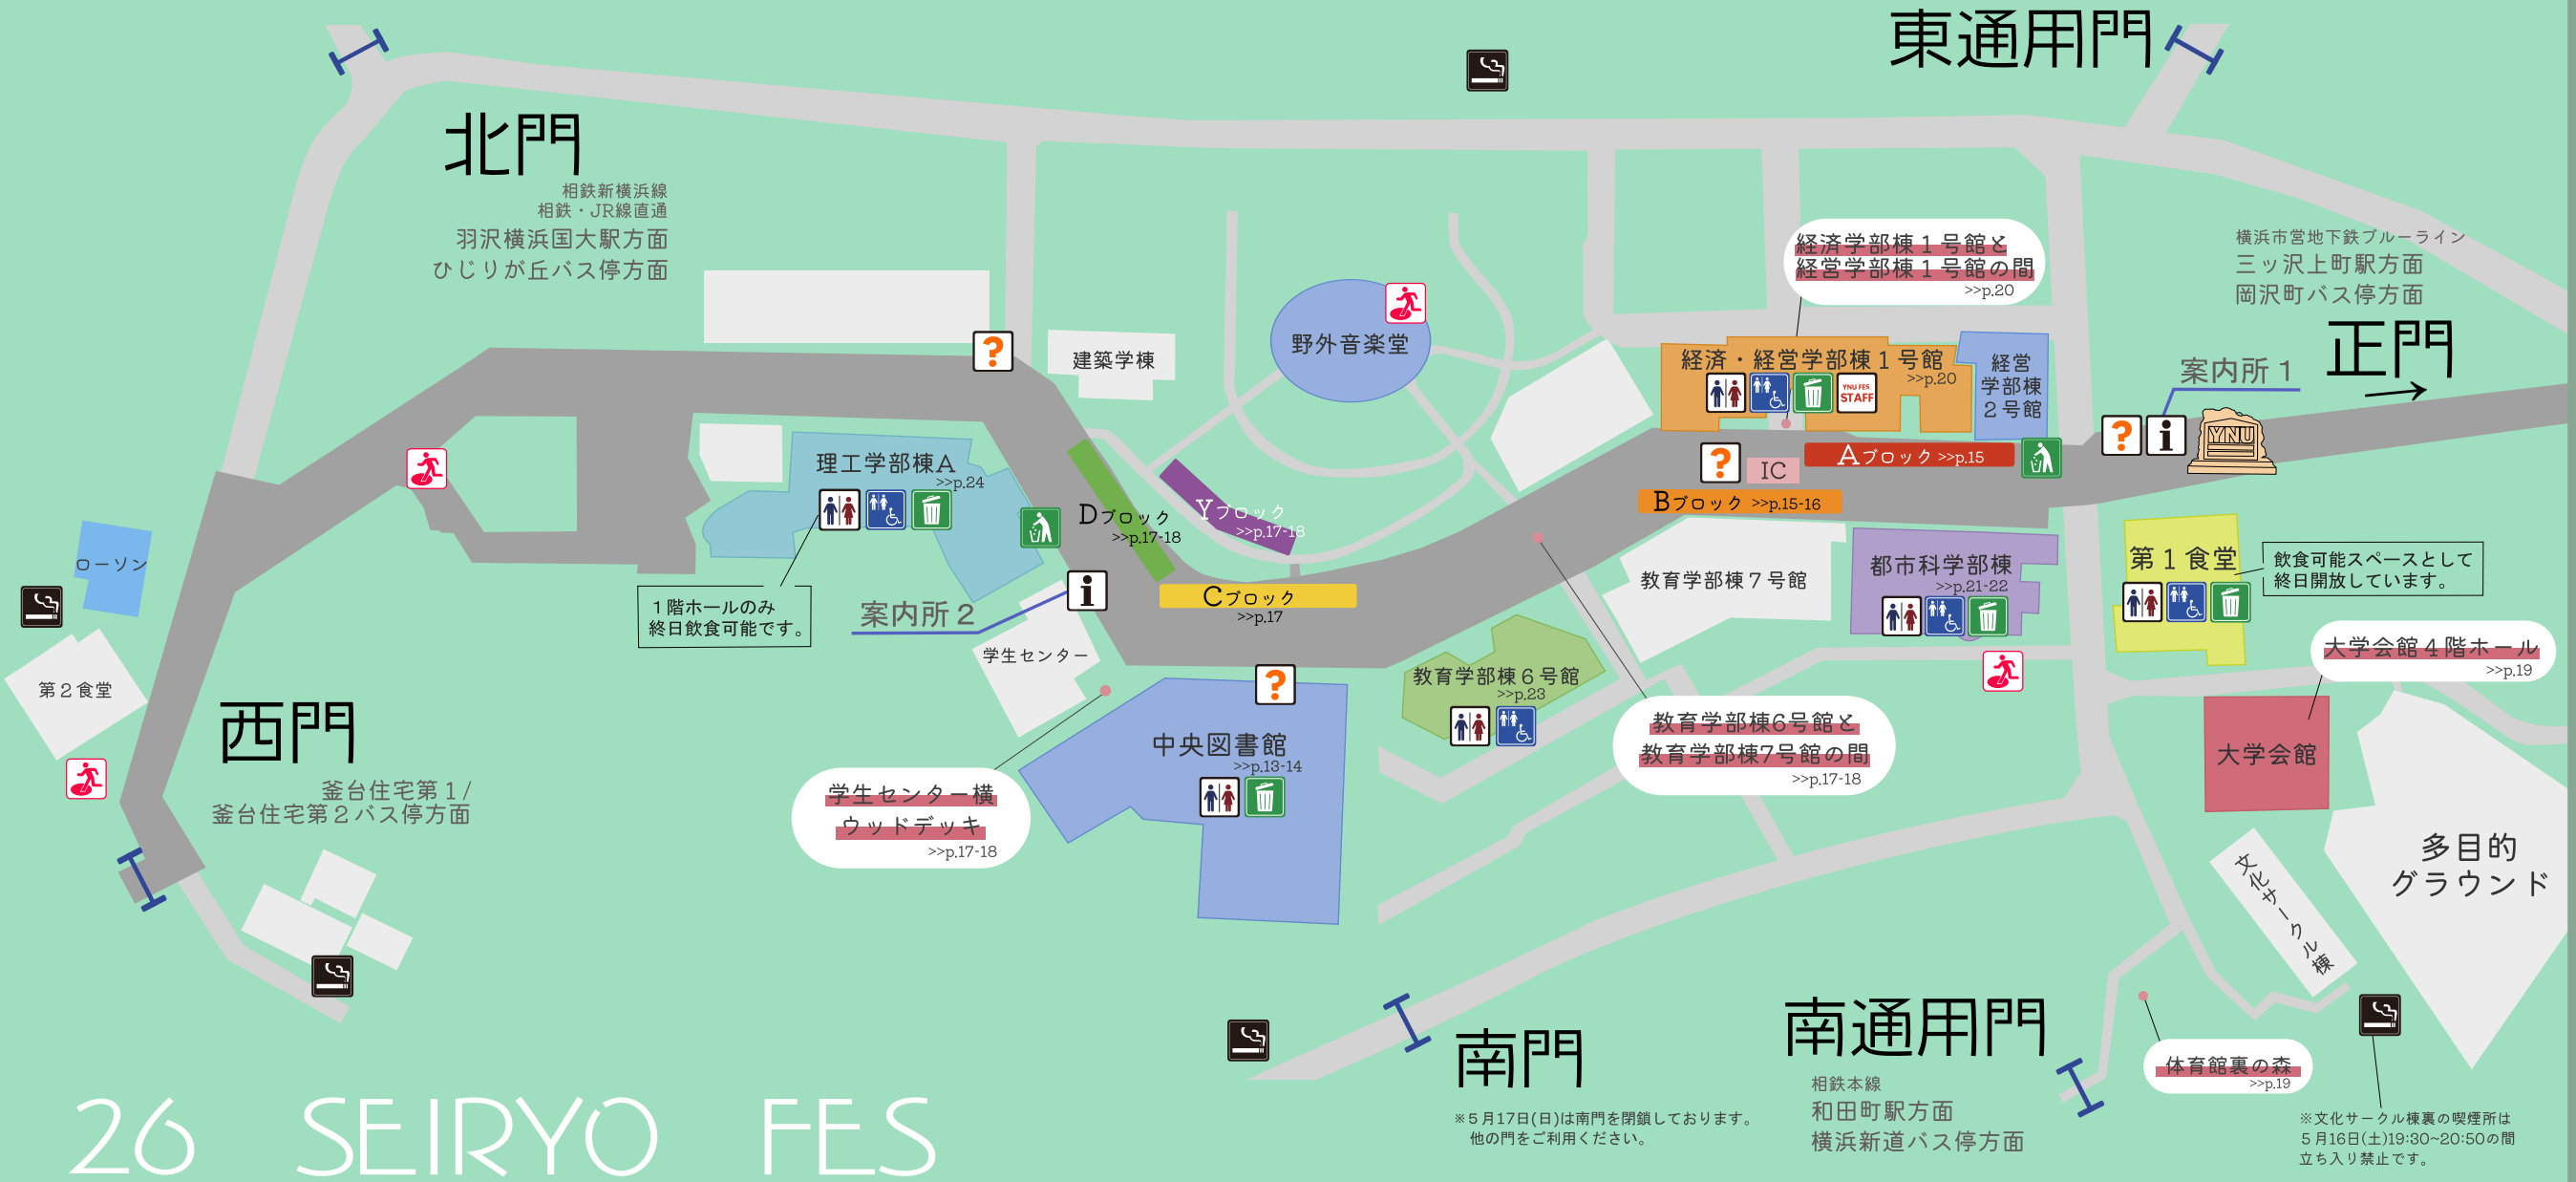 東通用門
北門
相鉄新横浜線
相鉄・JR線直通
羽沢横浜国大駅方面
ひじりが丘バス停方面
経済学部棟１号館と
経営学部棟１号館の間
>>p.20
横浜市営地下鉄ブルーライン
三ッ沢上町駅方面
岡沢町バス停方面
正門
案内所１
?
建築学棟
野外音楽堂
経済・経営学部棟１号館
>>p.20
YNU FES.
STAFF
経営
学部棟
２号館
?
i
YNU
理工学部棟A
>>p.24
?
IC
Aブロック >>p.15
Bブロック >>p.15-16
Dブロック
>>p.17-18
Yブロック
>>p.17-18
Cブロック
>>p.17
i
案内所２
１階ホールのみ
終日飲食可能です。
ローソン
第２食堂
学生センター
教育学部棟７号館
都市科学部棟
>>p.21-22
第１食堂
飲食可能スペースとして
終日開放しています。
大学会館４階ホール
>>p.19
教育学部棟６号館
>>p.23
?
中央図書館
>>p.13-14
教育学部棟6号館と
教育学部棟7号館の間
>>p.17-18
大学会館
西門
釜台住宅第１/
釜台住宅第２バス停方面
学生センター横
ウッドデッキ
>>p.17-18
多目的
グラウンド
文化サークル棟
南門
※５月17日(日)は南門を閉鎖しております。
他の門をご利用ください。
南通用門
相鉄本線
和田町駅方面
横浜新道バス停方面
体育館裏の森
>>p.19
※文化サークル棟裏の喫煙所は
５月16日(土)19:30~20:50の間
立ち入り禁止です。
26 SEIRYO FES